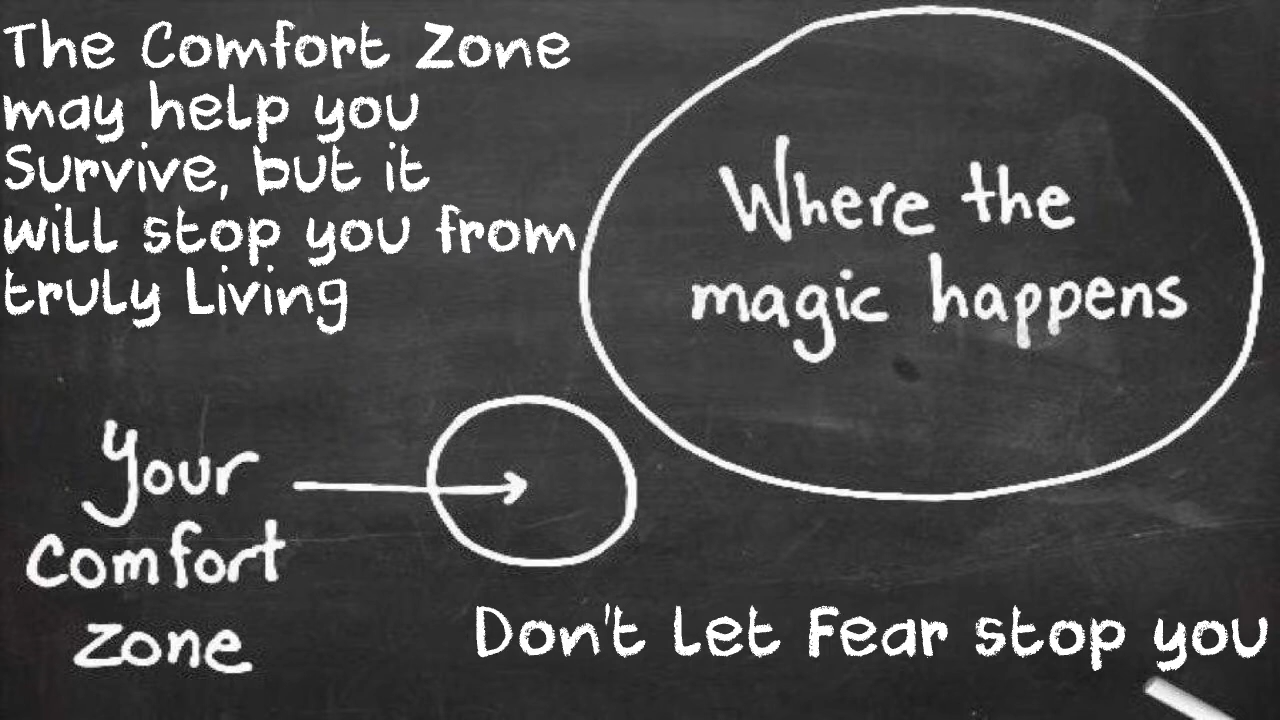 The Comfort Zone
may help you
Survive, but it
will stop you from
truly Living
Where the
magic happens
Your
Comfort
Zone
Don't Let Fear stop you